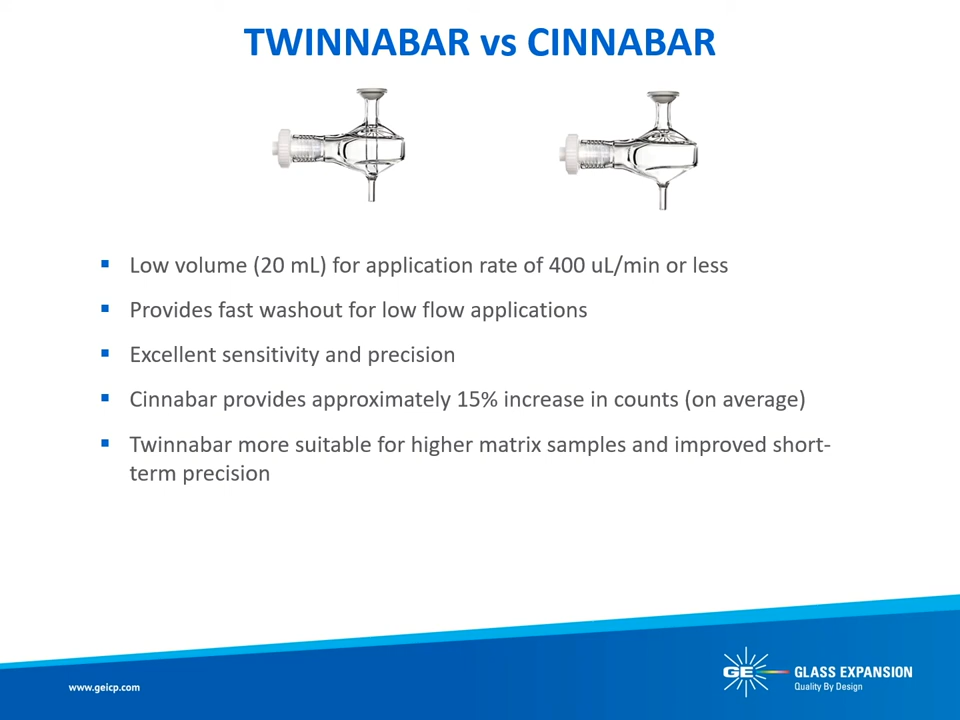 TWINNABAR vs CINNABAR
▪ Low volume (20 mL) for application rate of 400 uL/min or less
▪ Provides fast washout for low flow applications
▪ Excellent sensitivity and precision
▪ Cinnabar provides approximately 15% increase in counts (on average)
▪ Twinnabar more suitable for higher matrix samples and improved short-
term precision
www.geicp.com
GE GLASS EXPANSION
Quality By Design